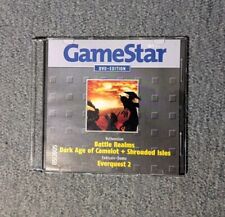 GameStar
DVD-EDITION
Vollversion
Battle Realms
Dark Age of Camelot + Shrouded Isles
Exklusiv-Demo
Everquest 2